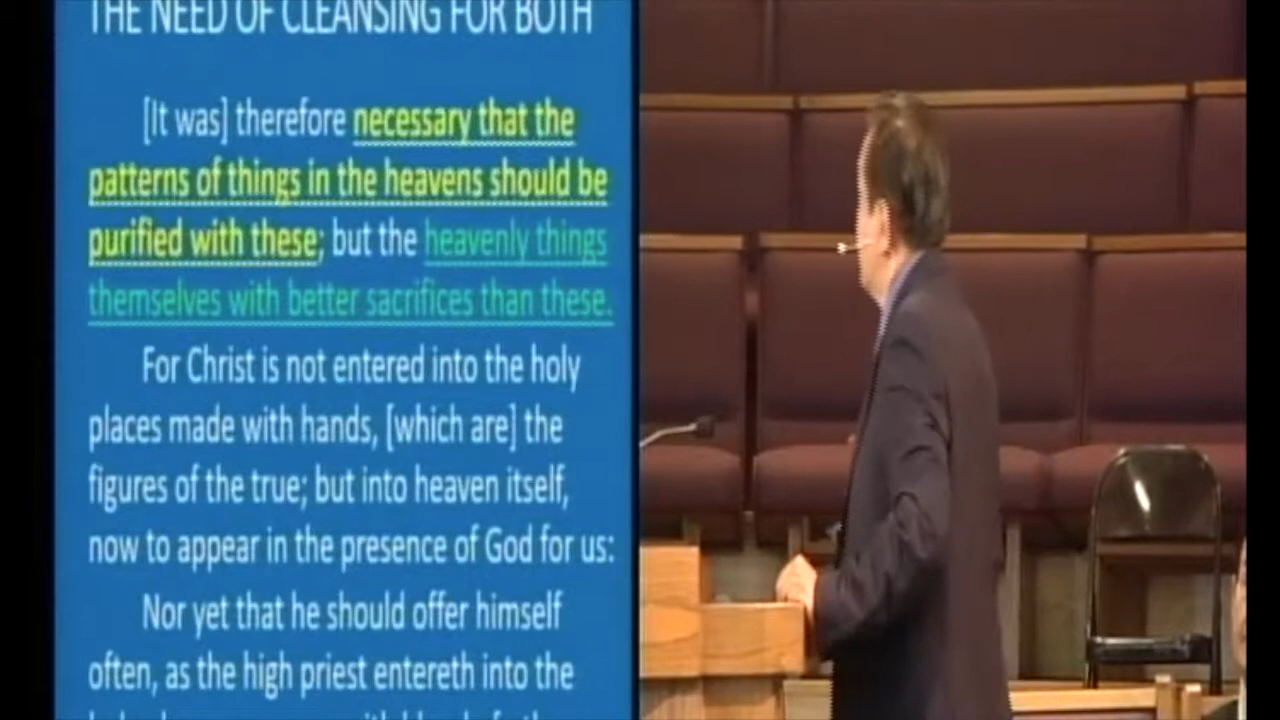 THE NEED OF CLEANSING FOR BOTH
[It was] therefore necessary that the
patterns of things in the heavens should be
purified with these; but the heavenly things
themselves with better sacrifices than these.
For Christ is not entered into the holy
places made with hands, [which are] the
figures of the true; but into heaven itself,
now to appear in the presence of God for us:
Nor yet that he should offer himself
often, as the high priest entereth into the